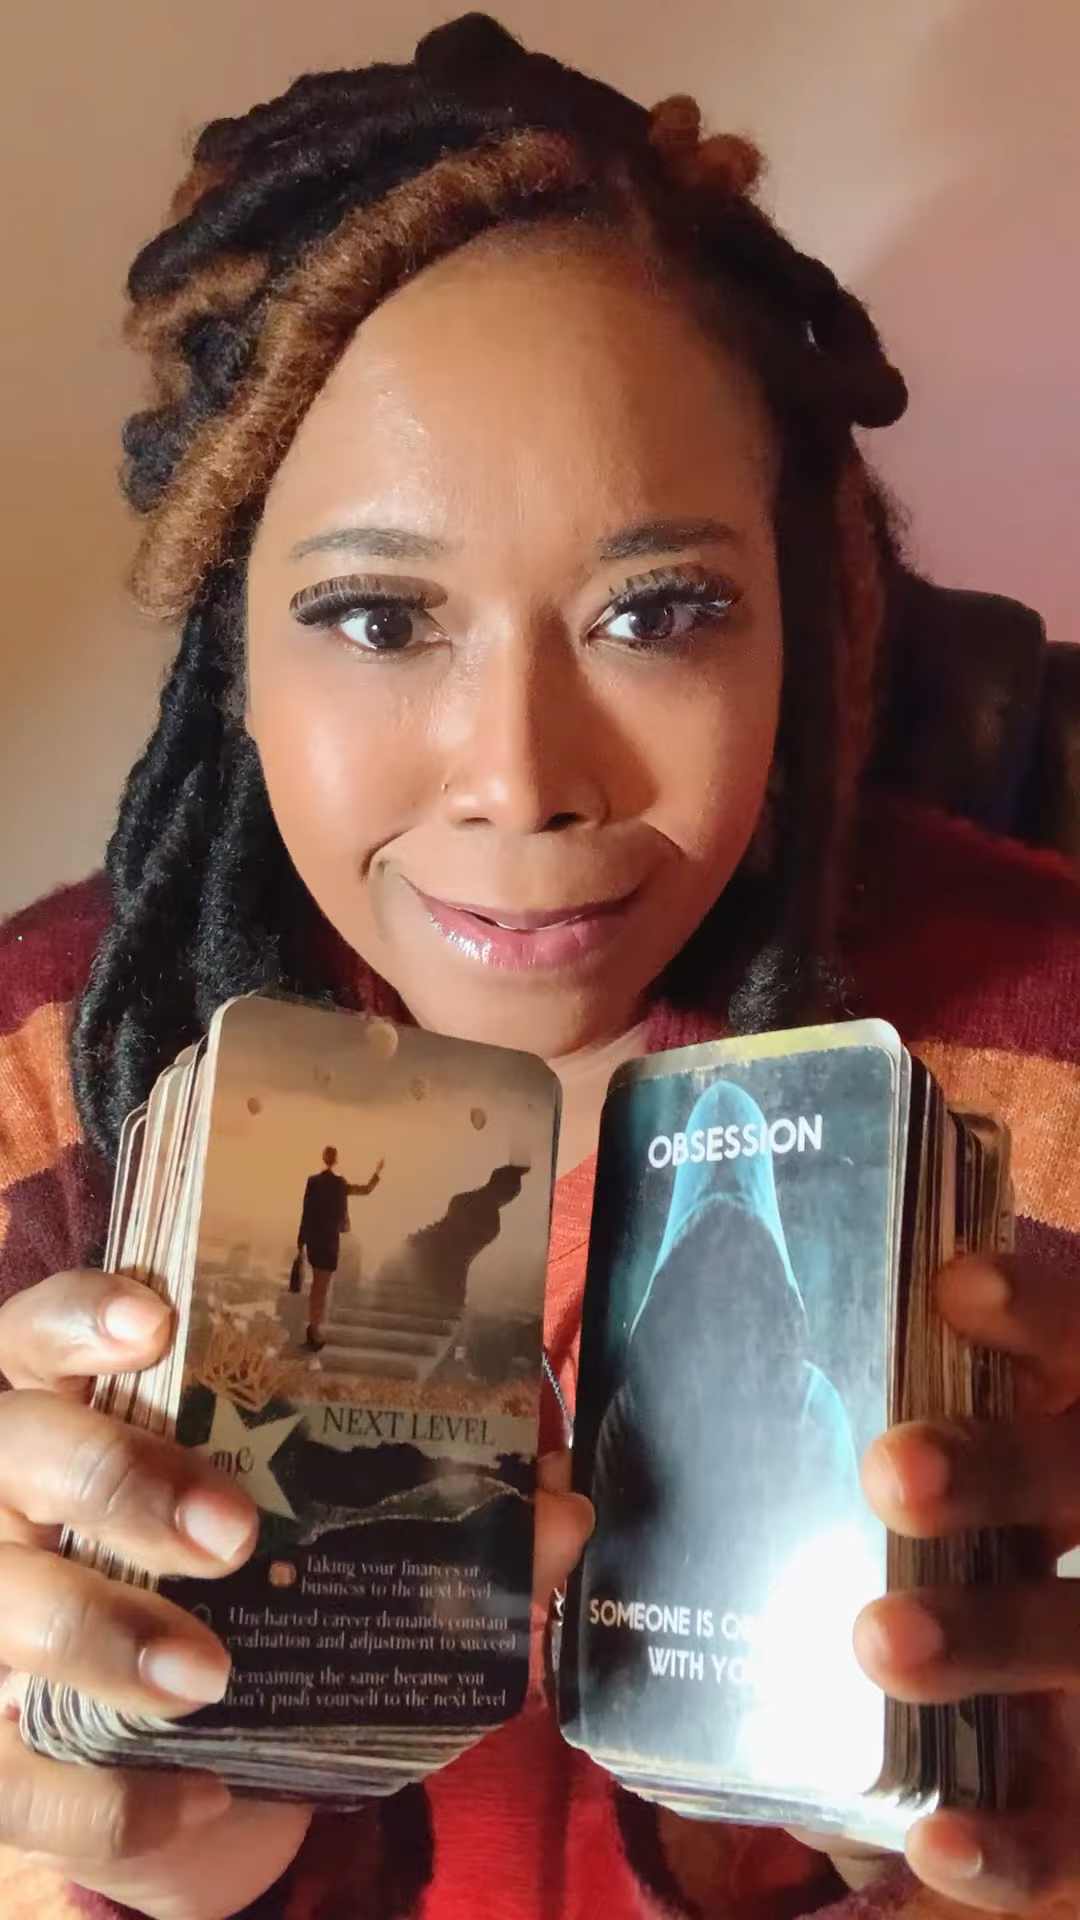 NEXT LEVEL
mc
Taking your finances or
business to the next level
Uncharted career demands constant
evaluation and adjustment to succeed
Remaining the same because you
don't push yourself to the next level
OBSESSION
SOMEONE IS
WITH